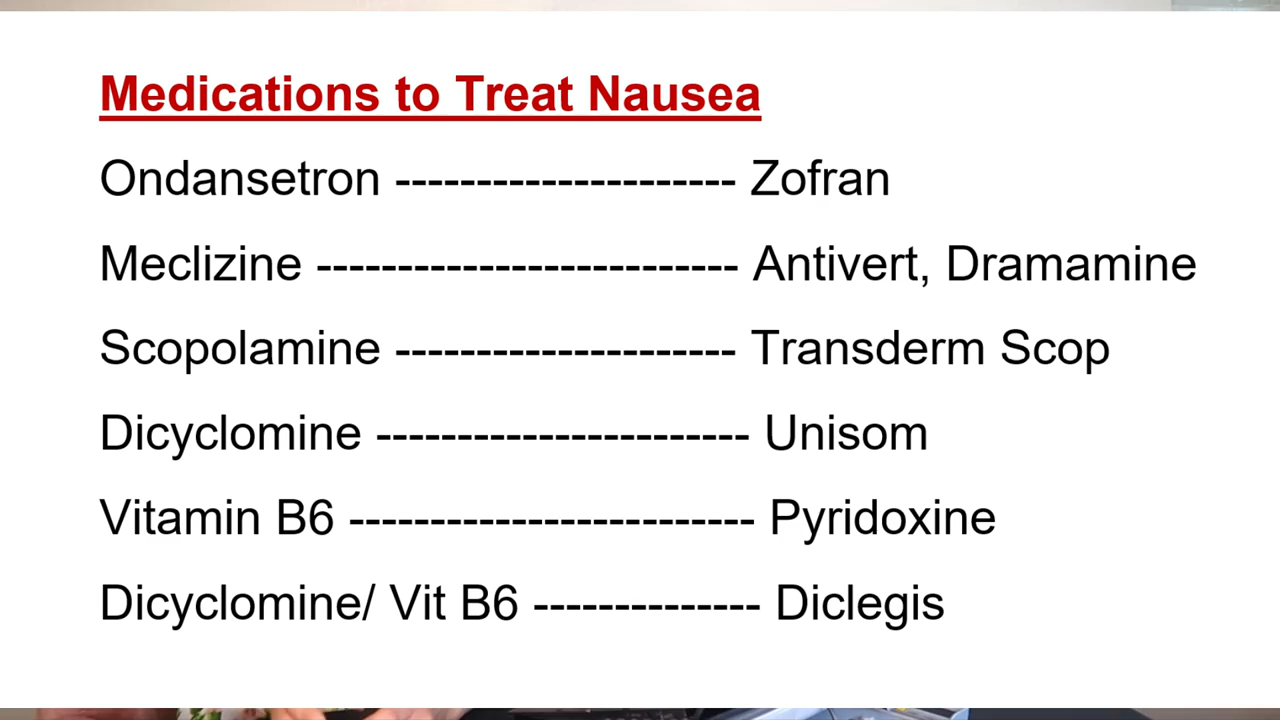 Medications to Treat Nausea
Ondansetron --------------------- Zofran
Meclizine -------------------------- Antivert, Dramamine
Scopolamine --------------------- Transderm Scop
Dicyclomine ----------------------- Unisom
Vitamin B6 ------------------------- Pyridoxine
Dicyclomine/ Vit B6 -------------- Diclegis